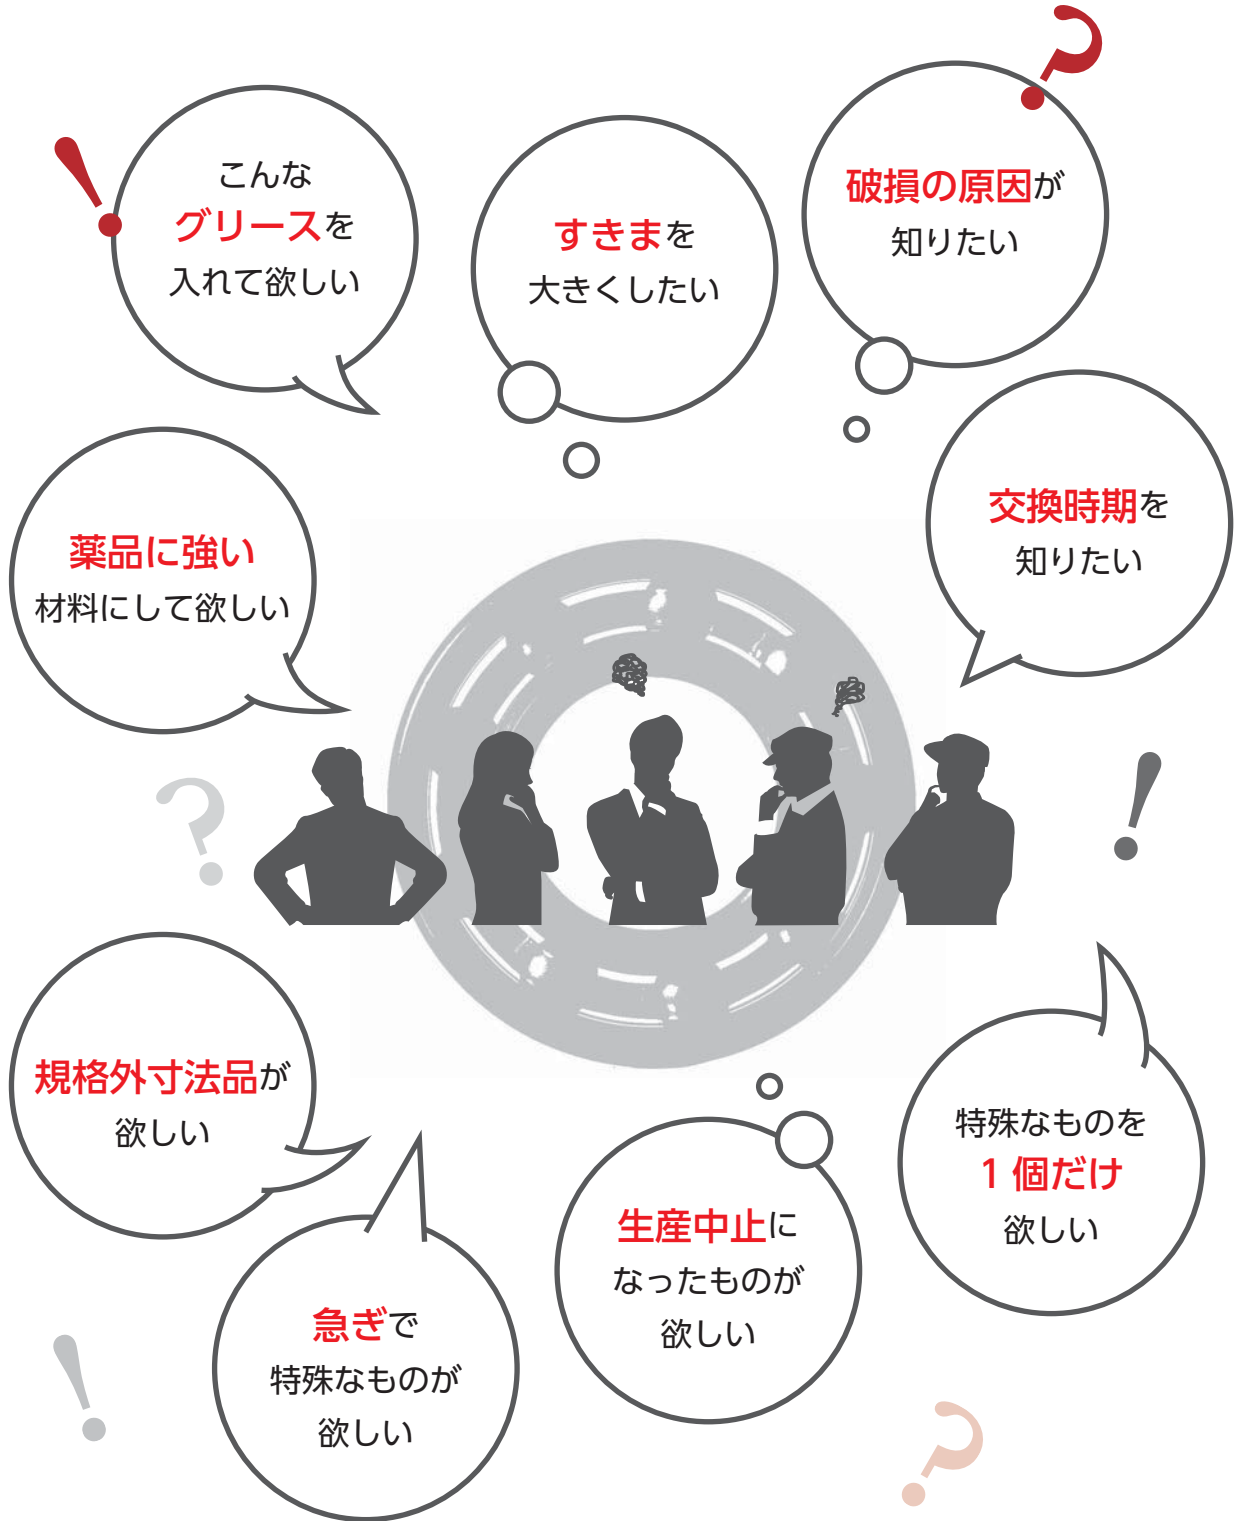 こんな
グリースを
入れて欲しい
すきまを
大きくしたい
破損の原因が
知りたい
薬品に強い
材料にして欲しい
交換時期を
知りたい
規格外寸法品が
欲しい
急ぎで
特殊なものが
欲しい
生産中止に
なったものが
欲しい
特殊なものを
1 個だけ
欲しい